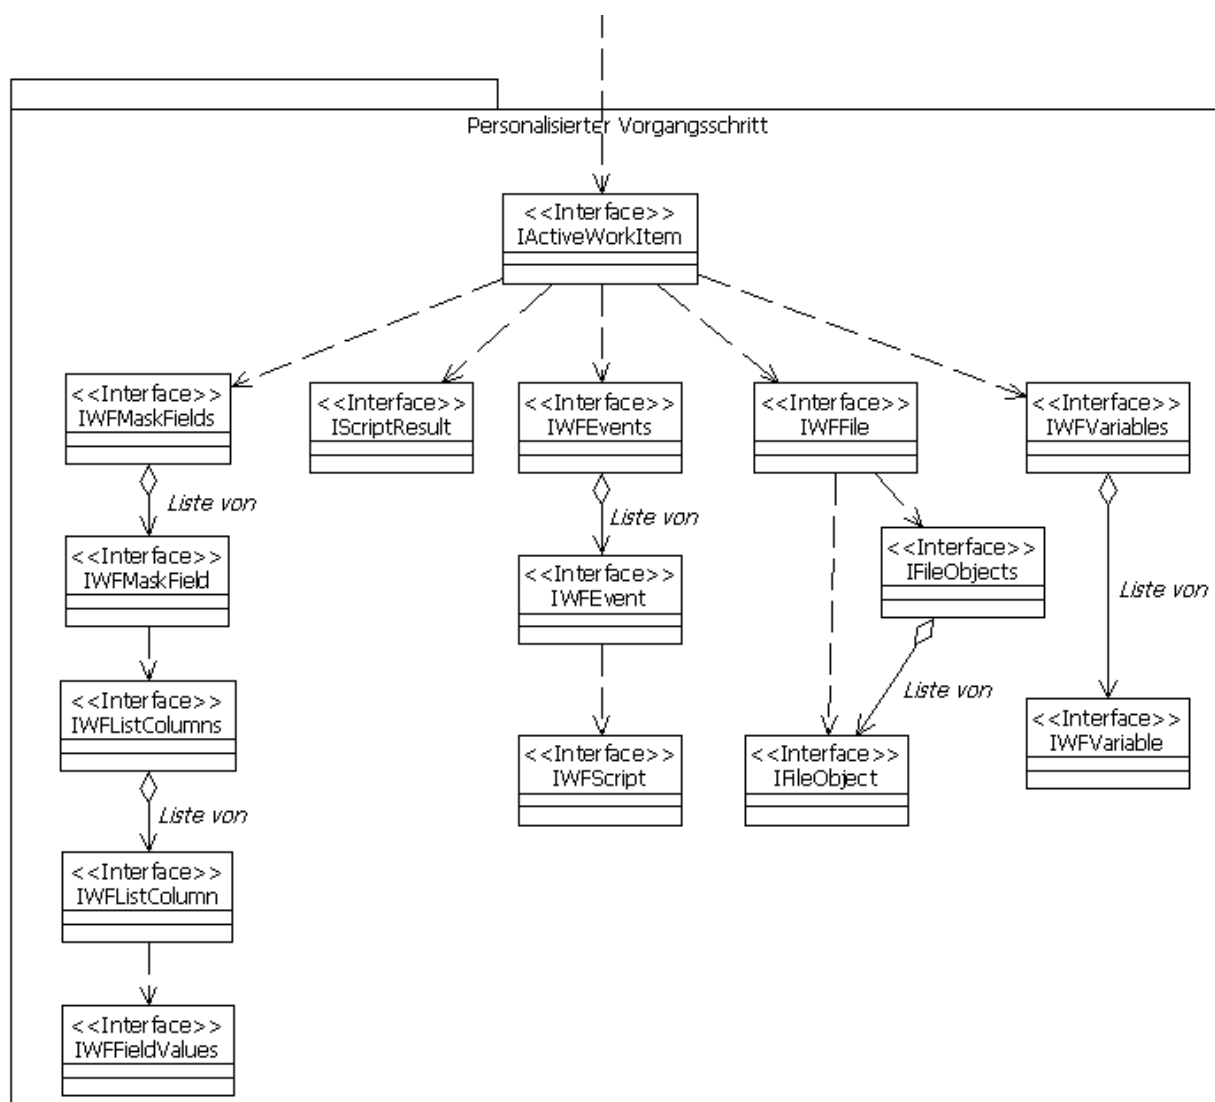 Personalisierter Vorgangsschritt
<<Interface>>
IActiveWorkItem
<<Interface>>
IWFMaskFields
<<Interface>>
IScriptResult
<<Interface>>
IWFEvents
<<Interface>>
IWFFile
<<Interface>>
IWFVariables
Liste von
Liste von
<<Interface>>
IWFMaskField
<<Interface>>
IWFEvent
<<Interface>>
IFileObjects
Liste von
<<Interface>>
IWFListColumns
Liste von
<<Interface>>
IWFScript
<<Interface>>
IFileObject
<<Interface>>
IWFVariable
Liste von
<<Interface>>
IWFListColumn
<<Interface>>
IWFFieldValues